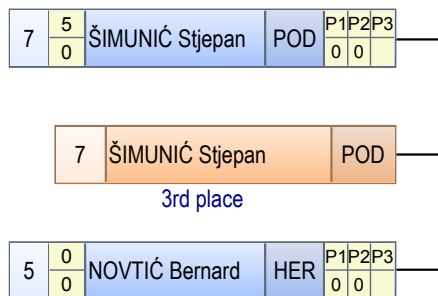 7 5 0 ŠIMUNIĆ Stjepan POD P1 P2 P3 0 0
7 ŠIMUNIĆ Stjepan POD
3rd place
5 0 0 NOVTIĆ Bernard HER P1 P2 P3 0 0